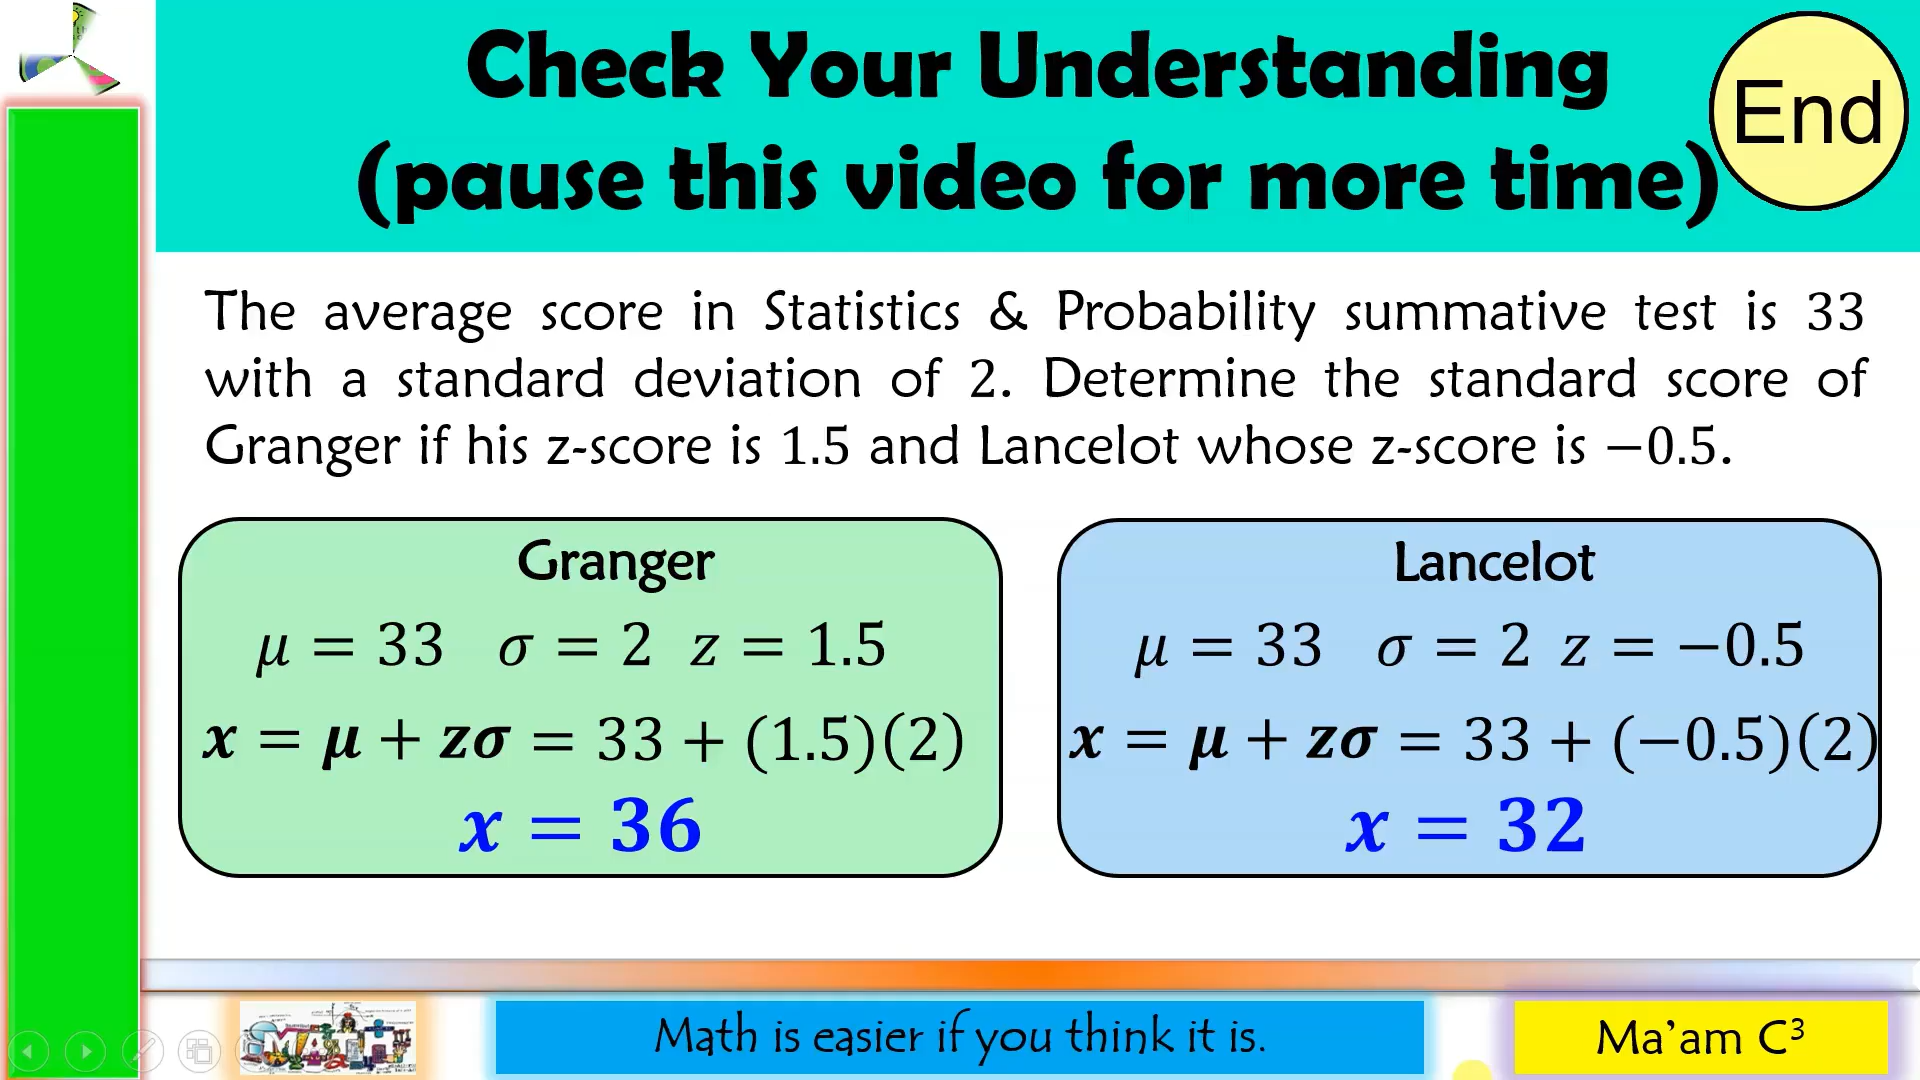 Check Your Understanding
(pause this video for more time)
End
The average score in Statistics & Probability summative test is 33
with a standard deviation of 2. Determine the standard score of
Granger if his z-score is 1.5 and Lancelot whose z-score is −0.5.
Granger
μ = 33 σ = 2 z = 1.5
x = μ + zσ = 33 + (1.5)(2)
x = 36
Lancelot
μ = 33 σ = 2 z = −0.5
x = μ + zσ = 33 + (−0.5)(2)
x = 32
MATH
Math is easier if you think it is.
Ma’am C³